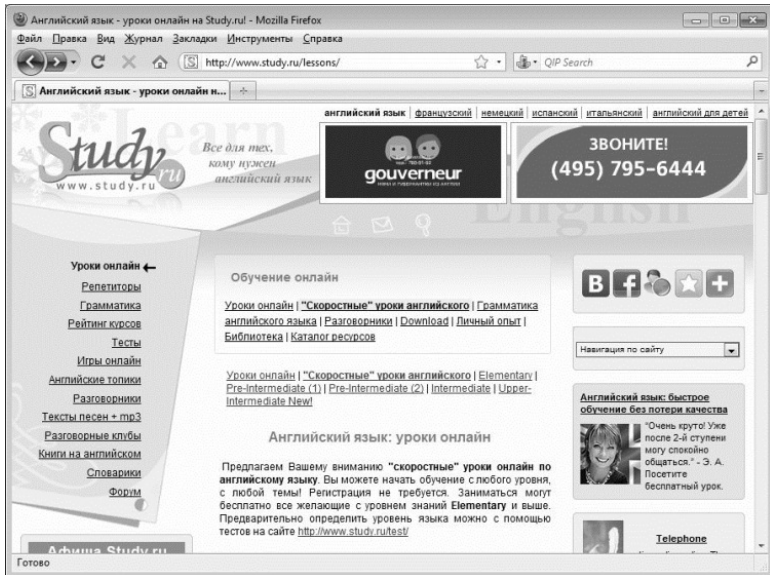 Английский язык - уроки онлайн на Study.ru! - Mozilla Firefox
Файл Правка Вид Журнал Закладки Инструменты Справка
http://www.study.ru/lessons/
QIP Search
Английский язык - уроки онлайн н...
английский язык | французский | немецкий | испанский | итальянский | английский для детей
Learn
Study.ru
www.study.ru
Все для тех,
кому нужен
английский язык
gouverneur
ЗВОНИТЕ!
(495) 795-6444
English
Уроки онлайн
Репетиторы
Грамматика
Рейтинг курсов
Тесты
Игры онлайн
Английские топики
Разговорники
Тексты песен + mp3
Разговорные клубы
Книги на английском
Словарики
Форум
Афиша Study.ru
Обучение онлайн
Уроки онлайн | "Скоростные" уроки английского | Грамматика
английского языка | Разговорники | Download | Личный опыт |
Библиотека | Каталог ресурсов
Уроки онлайн | "Скоростные" уроки английского | Elementary |
Pre-Intermediate (1) | Pre-Intermediate (2) | Intermediate | Upper-
Intermediate New!
Английский язык: уроки онлайн
Предлагаем Вашему вниманию "скоростные" уроки онлайн по
английскому языку. Вы можете начать обучение с любого уровня,
с любой темы! Регистрация не требуется. Заниматься могут
бесплатно все желающие с уровнем знаний Elementary и выше.
Предварительно определить уровень языка можно с помощью
тестов на сайте http://www.study.ru/test/
Навигация по сайту
Английский язык: быстрое
обучение без потери качества
"Очень круто! Уже
после 2-й ступени
могу спокойно
общаться." - Э. А.
Посетите
бесплатный урок.
Telephone
Готово